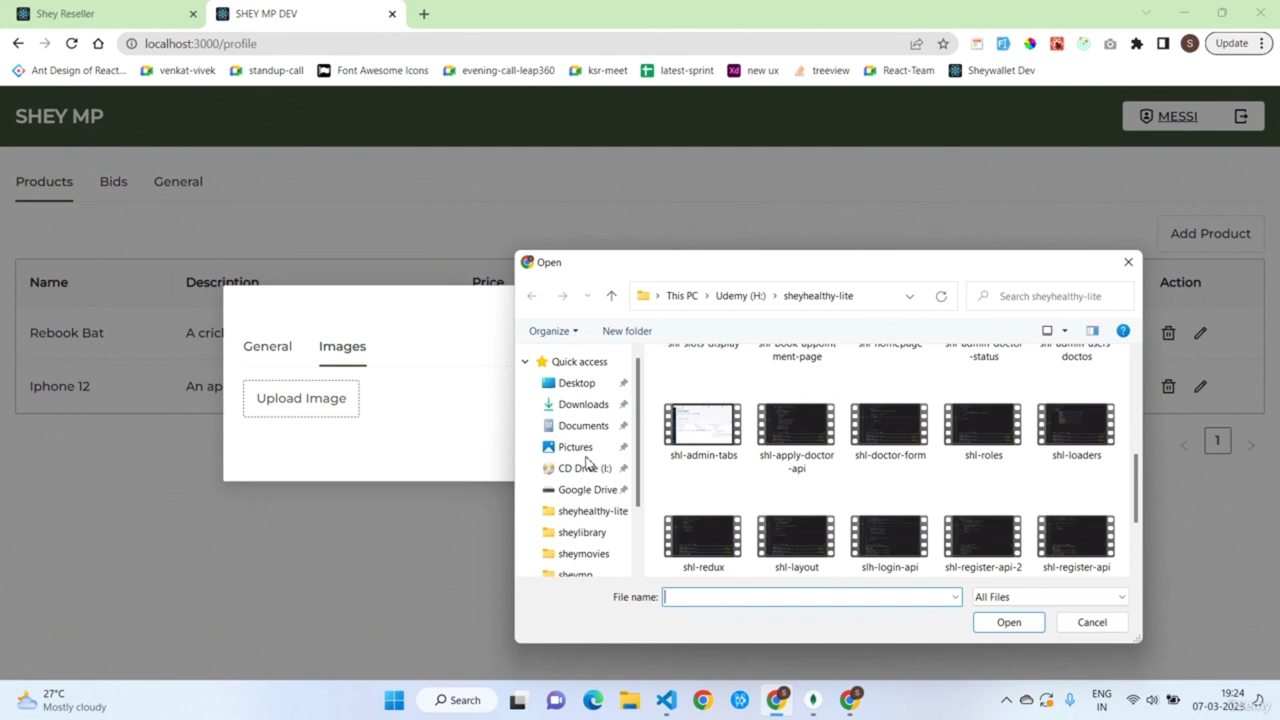 Shey Reseller
SHEY MP DEV
localhost:3000/profile
S
Update
Ant Design of React...
venkat-vivek
standup-call
Font Awesome Icons
evening-call-leap360
ksr-meet
latest-sprint
Xd
new ux
treeview
React-Team
Sheywallet Dev
SHEY MP
MESSI
Products
Bids
General
Add Product
Name
Description
Price
Action
Rebook Bat
A cric
Iphone 12
An ap
1
General
Images
Upload Image
Open
This PC
Udemy (H:)
sheyhealthy-lite
Search sheyhealthy-lite
Organize
New folder
Quick access
Desktop
Downloads
Documents
Pictures
CD Drive (I:)
Google Drive
sheyhealthy-lite
sheylibrary
sheymovies
sheymp
shl-slots-display
shl-book-appoint
ment-page
shl-homepage
shl-admin-doctor
-status
shl-admin-users
doctos
shl-admin-tabs
shl-apply-doctor
-api
shl-doctor-form
shl-roles
shl-loaders
shl-redux
shl-layout
slh-login-api
shl-register-api-2
shl-register-api
File name:
All Files
Open
Cancel
27°C
Mostly cloudy
Search
ENG
IN
19:24
07-03-2023